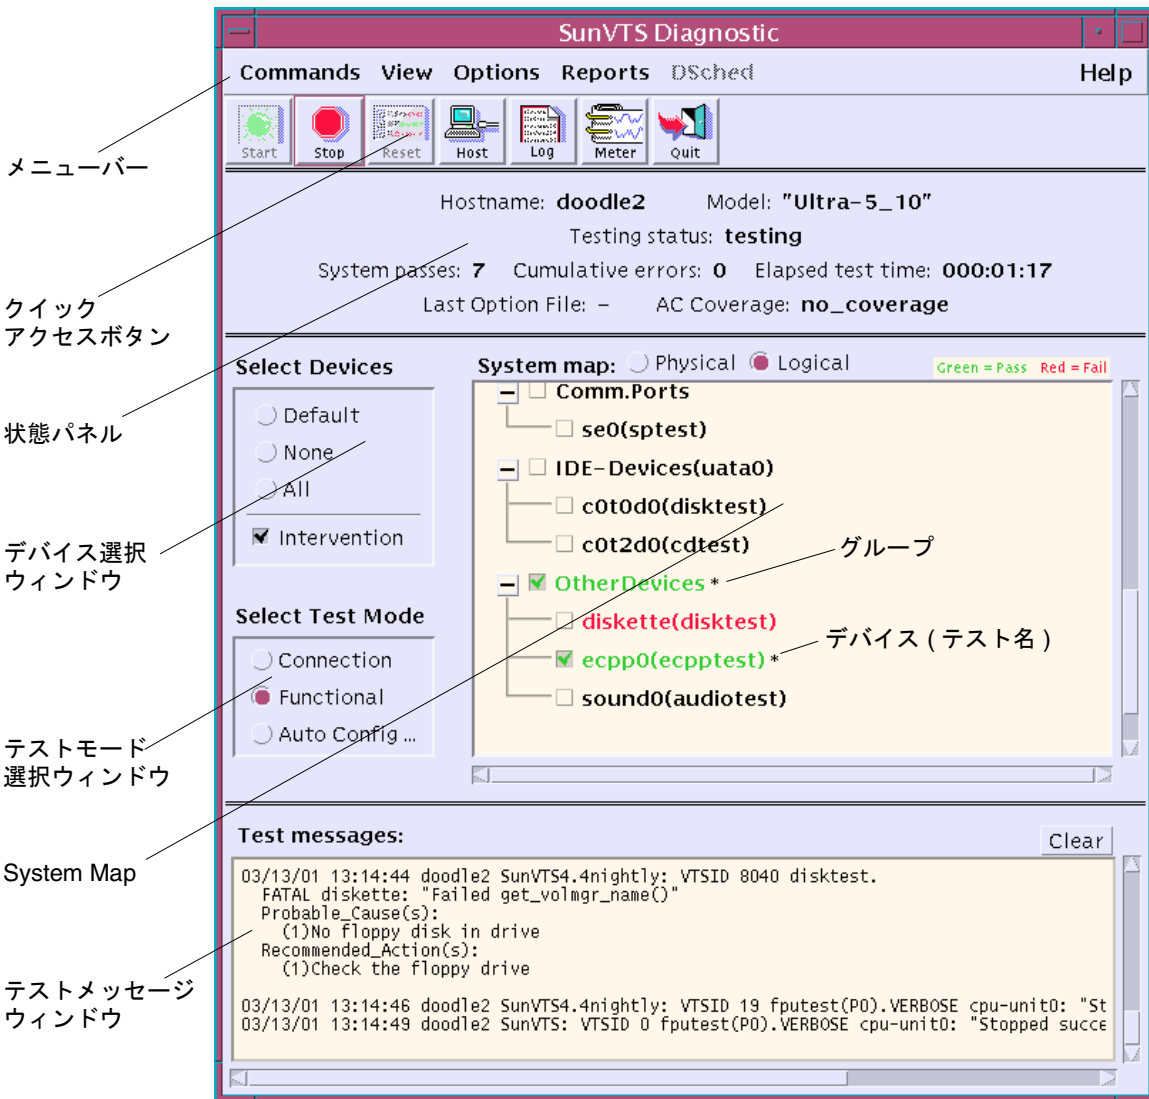 SunVTS Diagnostic
Commands View Options Reports DSched Help
Start Stop Reset Host Log Meter Quit
メニューバー
Hostname: doodle2 Model: "Ultra-5_10"
Testing status: testing
System passes: 7 Cumulative errors: 0 Elapsed test time: 000:01:17
Last Option File: - AC Coverage: no_coverage
クイック
アクセスボタン
Select Devices
Default
None
All
Intervention
状態パネル
デバイス選択
ウィンドウ
Select Test Mode
Connection
Functional
Auto Config ...
テストモード
選択ウィンドウ
System map: Physical Logical Green = Pass Red = Fail
Comm.Ports
se0(sptest)
IDE-Devices(uata0)
c0t0d0(disktest)
c0t2d0(cdtest)
グループ
OtherDevices *
diskette(disktest)
デバイス ( テスト名 )
ecpp0(ecpptest) *
sound0(audiotest)
System Map
Test messages: Clear
03/13/01 13:14:44 doodle2 SunVTS4.4nightly: VTSID 8040 disktest.
FATAL diskette: "Failed get_volmgr_name()"
Probable_Cause(s):
(1)No floppy disk in drive
Recommended_Action(s):
(1)Check the floppy drive
03/13/01 13:14:46 doodle2 SunVTS4.4nightly: VTSID 19 fputest(P0).VERBOSE cpu-unit0: "St
03/13/01 13:14:49 doodle2 SunVTS: VTSID 0 fputest(P0).VERBOSE cpu-unit0: "Stopped succe
テストメッセージ
ウィンドウ